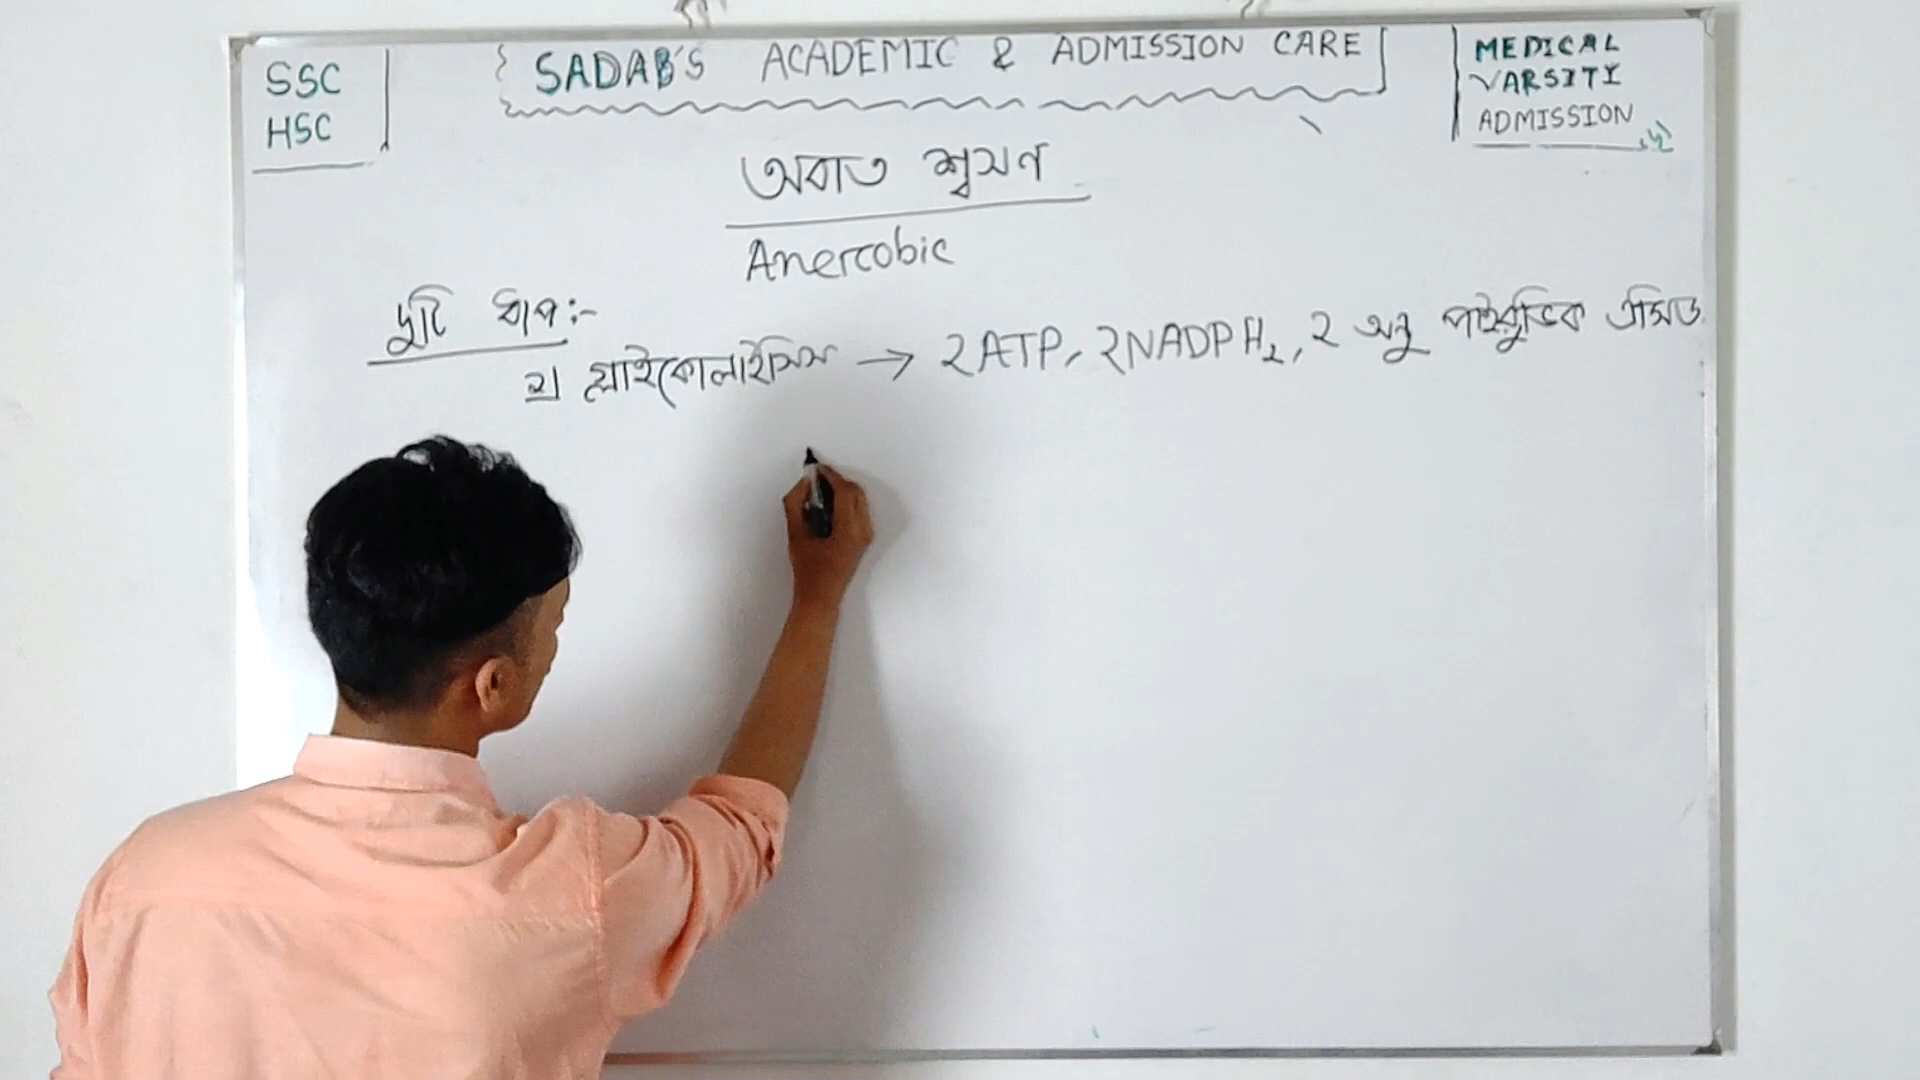 SSC
HSC
SADAB'S ACADEMIC & ADMISSION CARE
MEDICAL
VARSITY
ADMISSION
অবাত শ্বসন
Anercobic
দুটি ধাপ:-
১। গ্লাইকোলাইসিস → 2ATP, 2NADPH₂, 2 অনু পাইরুভিক এসিড